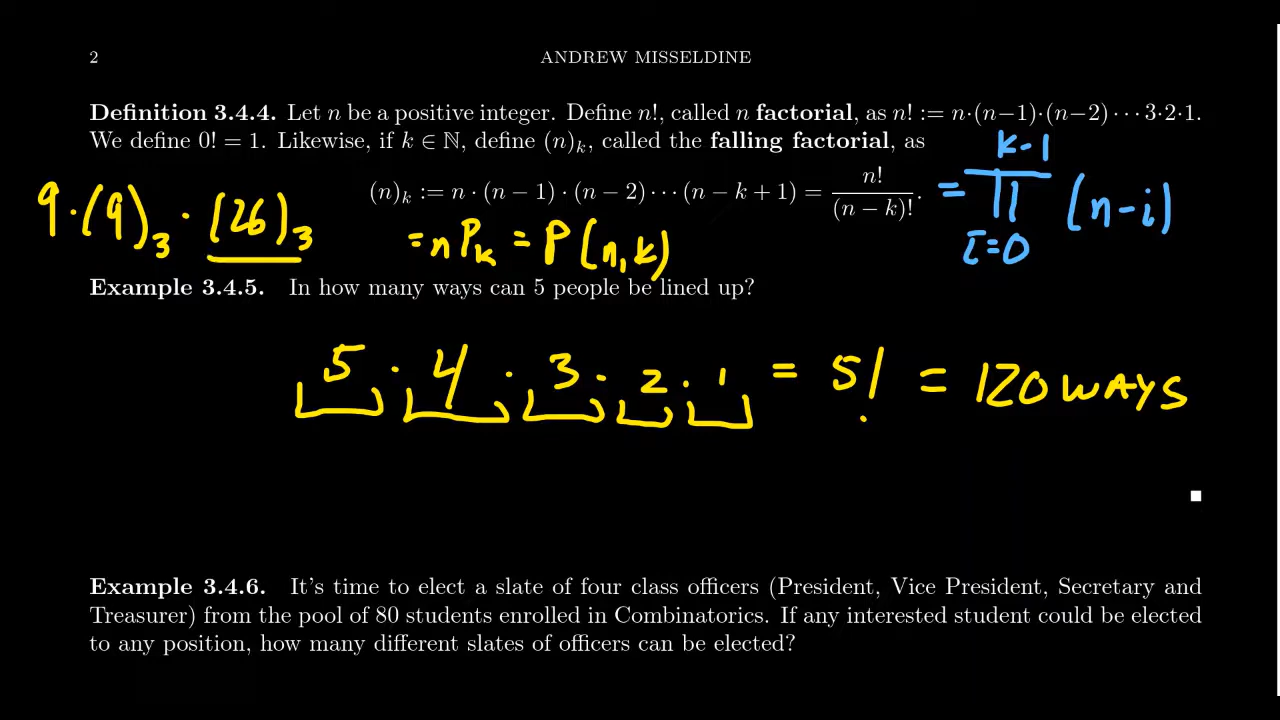 2 ANDREW MISSELDINE
Definition 3.4.4. Let n be a positive integer. Define n!, called n factorial, as n! := n·(n−1)·(n−2)···3·2·1.
We define 0! = 1. Likewise, if k ∈ ℕ, define (n)ₖ, called the falling factorial, as
(n)ₖ := n · (n − 1) · (n − 2) ··· (n − k + 1) = n!/(n − k)!. = ∏_{i=0}^{k-1} (n-i)
9·(9)₃·(26)₃
= nPₖ = P(n,k)
Example 3.4.5. In how many ways can 5 people be lined up?
5 · 4 · 3 · 2 · 1 = 5! = 120 WAYS
Example 3.4.6. It's time to elect a slate of four class officers (President, Vice President, Secretary and
Treasurer) from the pool of 80 students enrolled in Combinatorics. If any interested student could be elected
to any position, how many different slates of officers can be elected?